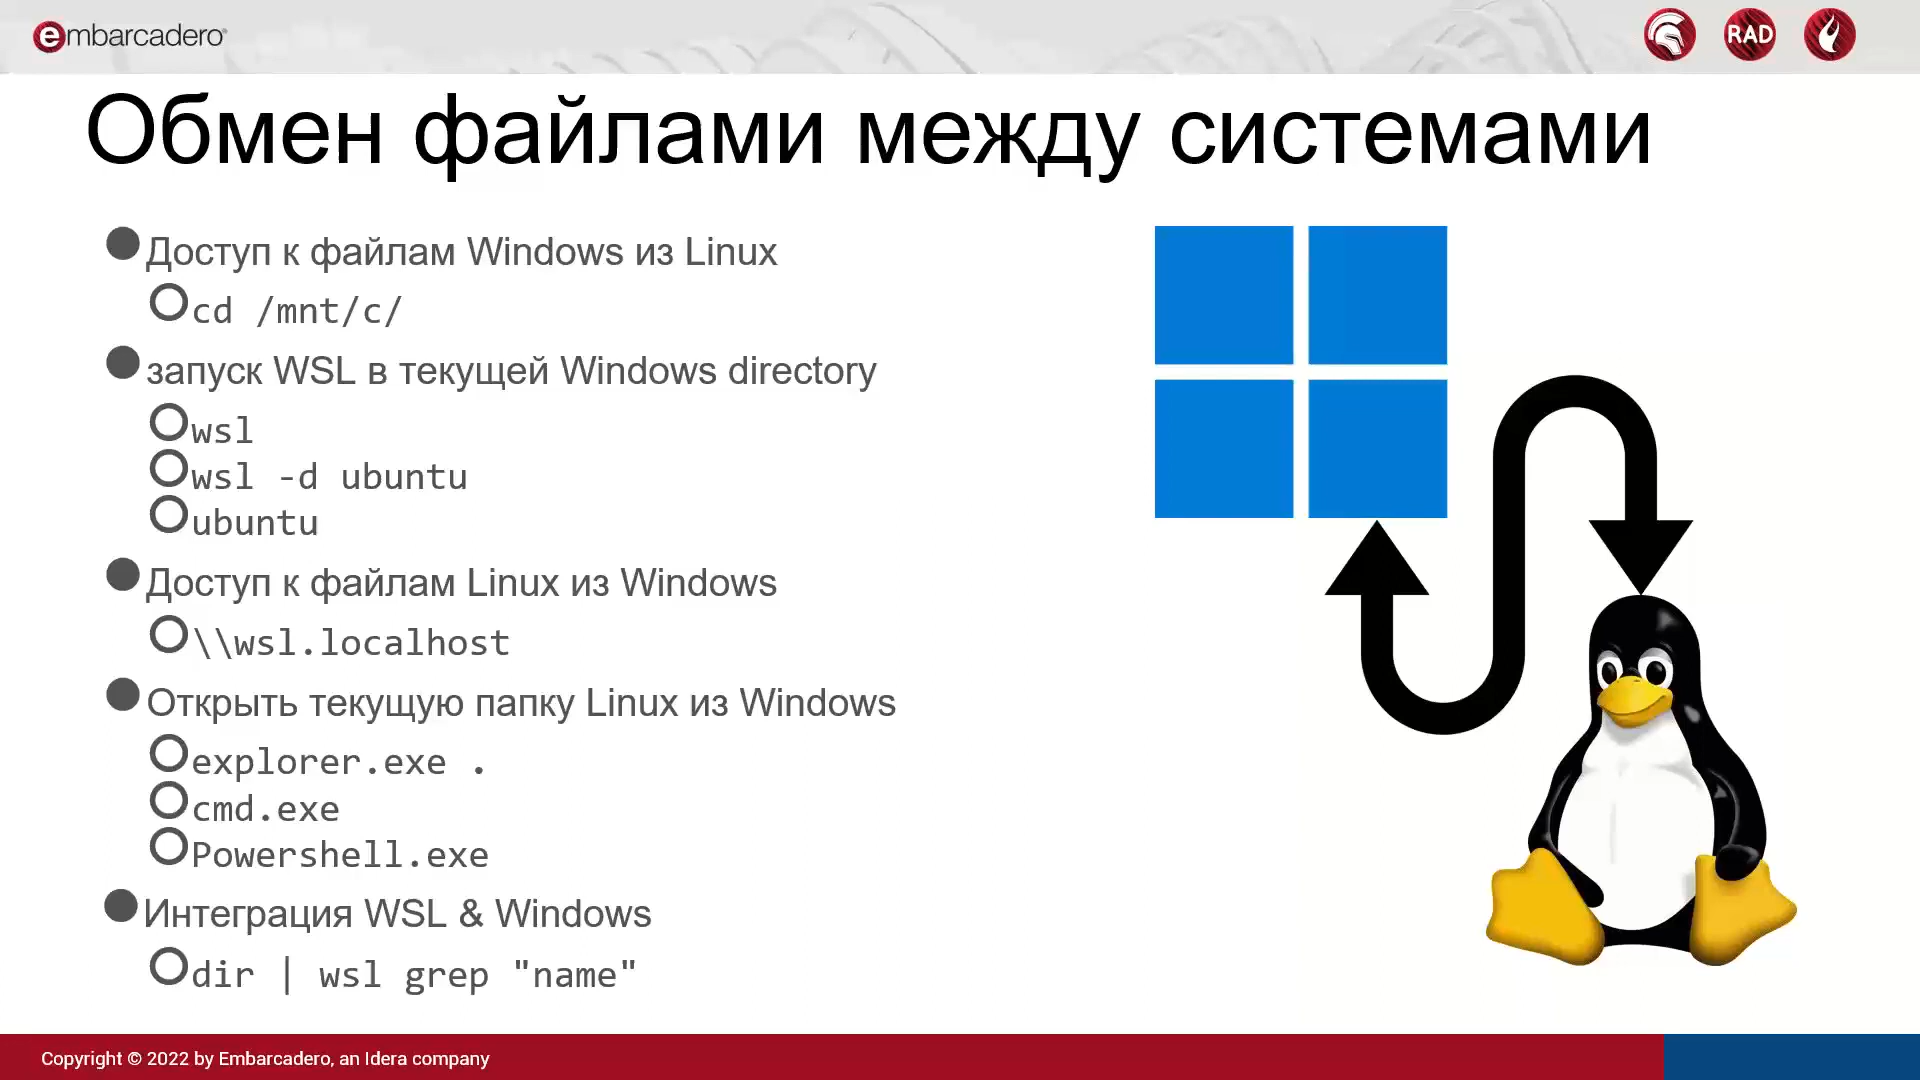 embarcadero
RAD
Обмен файлами между системами
Доступ к файлам Windows из Linux
cd /mnt/c/
запуск WSL в текущей Windows directory
wsl
wsl -d ubuntu
ubuntu
Доступ к файлам Linux из Windows
\\wsl.localhost
Открыть текущую папку Linux из Windows
explorer.exe .
cmd.exe
Powershell.exe
Интеграция WSL & Windows
dir | wsl grep "name"
Copyright © 2022 by Embarcadero, an Idera company